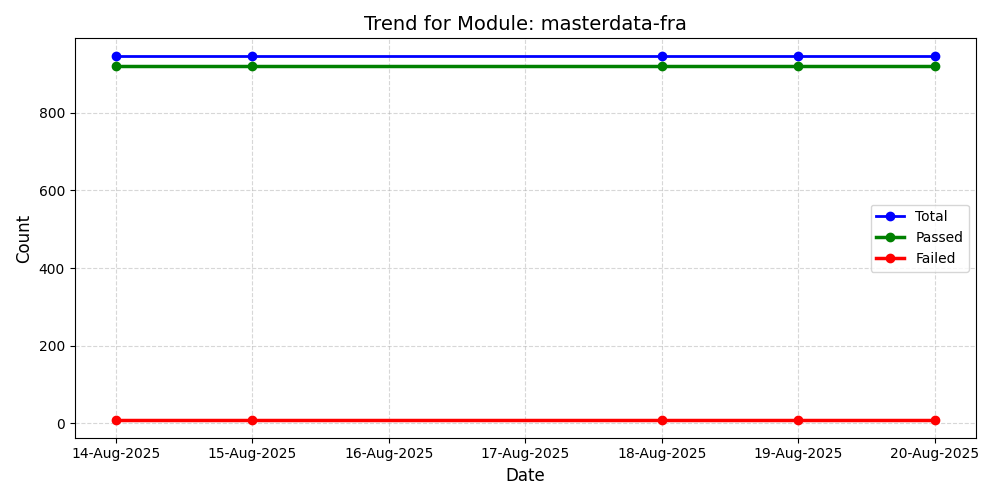 Trend for Module: masterdata-fra
Count
800
600
400
200
0
Total
Passed
Failed
14-Aug-2025 15-Aug-2025 16-Aug-2025 17-Aug-2025 18-Aug-2025 19-Aug-2025 20-Aug-2025
Date